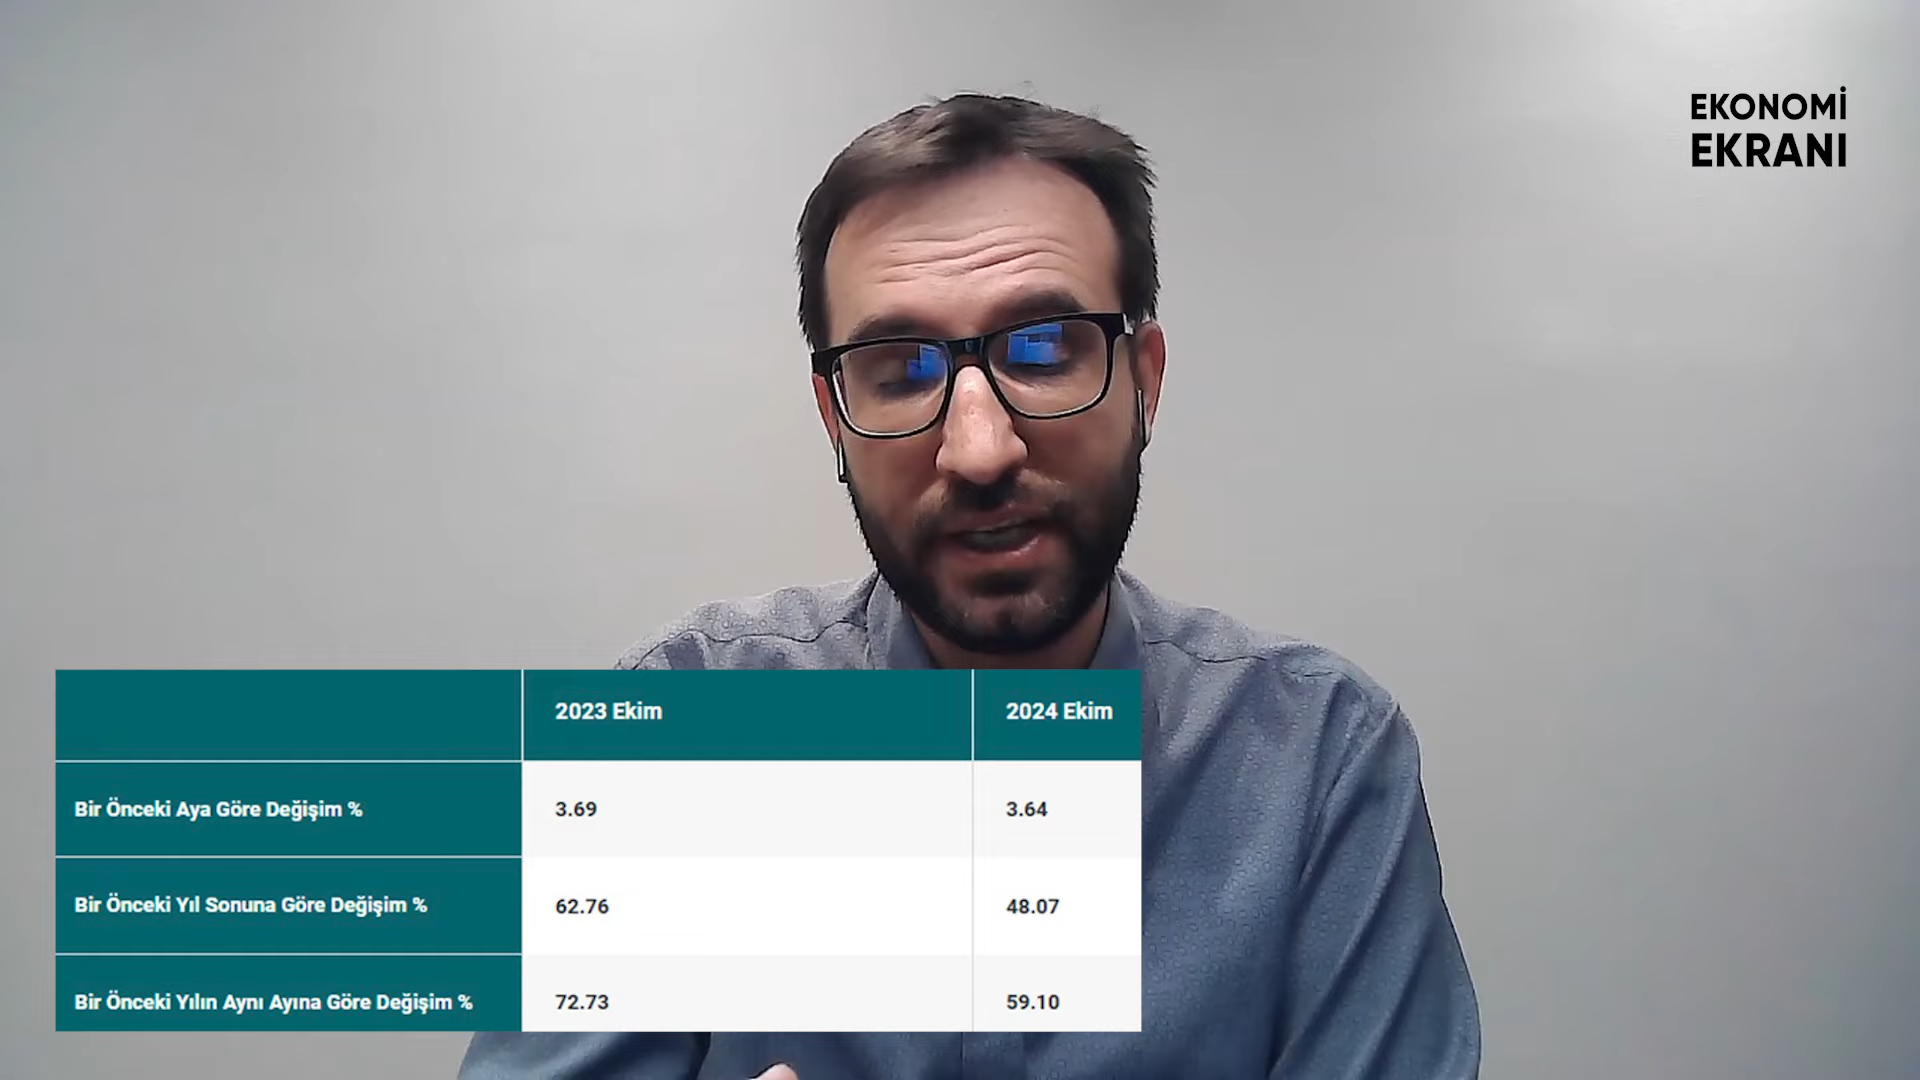 EKONOMİ
EKRANI
2023 Ekim 2024 Ekim
Bir Önceki Aya Göre Değişim % 3.69 3.64
Bir Önceki Yıl Sonuna Göre Değişim % 62.76 48.07
Bir Önceki Yılın Aynı Ayına Göre Değişim % 72.73 59.10